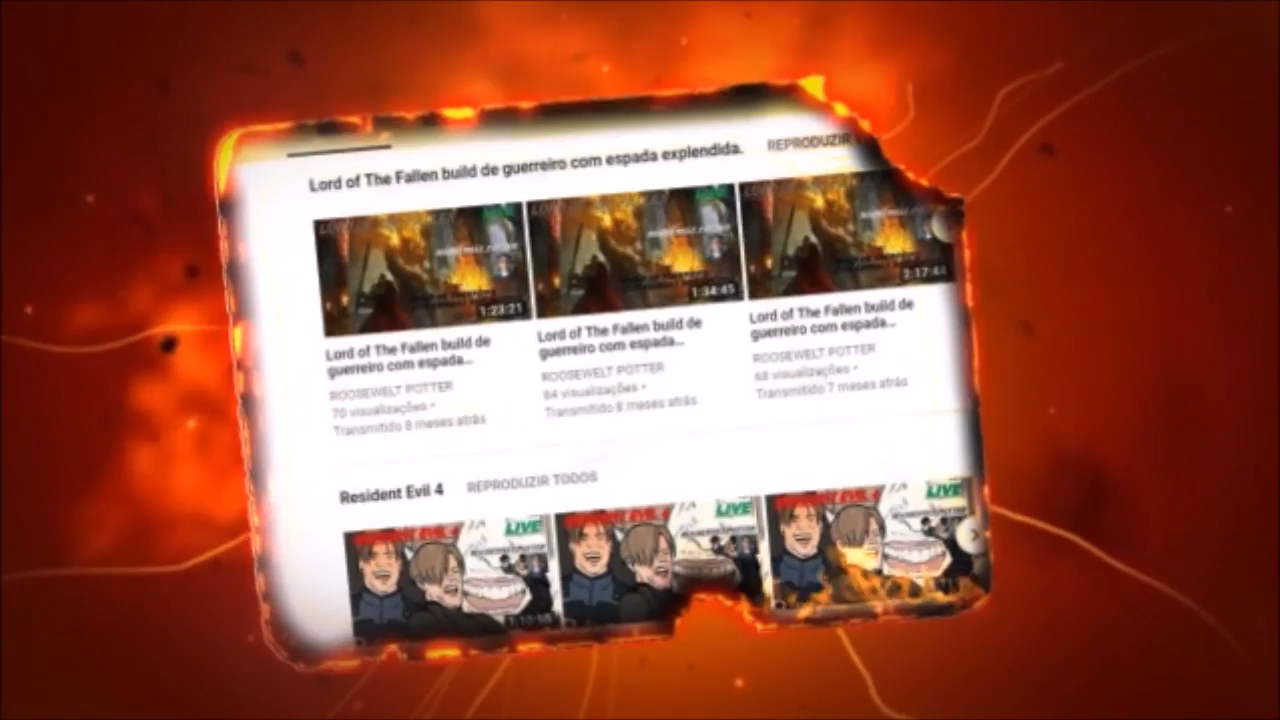 Lord of The Fallen build de guerreiro com espada explendida.
REPRODUZIR
1:23:21
1:34:45
2:17:44
Lord of The Fallen build de
guerreiro com espada...
ROOSEWELT POTTER
70 visualizações •
Transmitido 8 meses atrás
Lord of The Fallen build de
guerreiro com espada...
ROOSEWELT POTTER
84 visualizações •
Transmitido 8 meses atrás
Lord of The Fallen build de
guerreiro com espada...
ROOSEWELT POTTER
68 visualizações •
Transmitido 7 meses atrás
Resident Evil 4
REPRODUZIR TODOS
LIVE
LIVE
LIVE